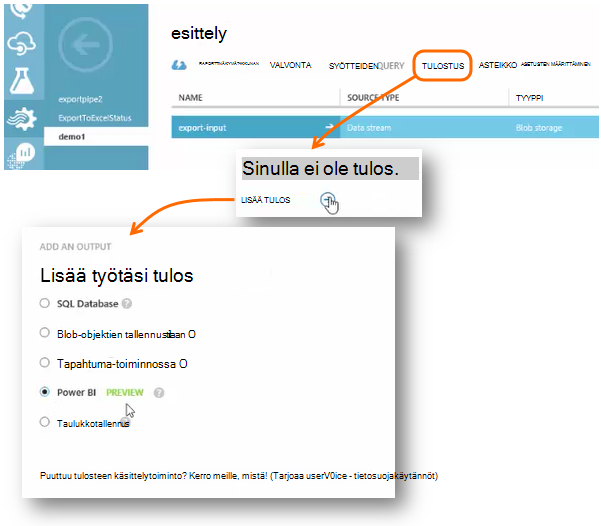 esittely
VALVONTA SYÖTTEIDEN QUERY TULOSTUS ASTEIKKO ASETUSTEN MÄÄRITTÄMINEN
NAME SOURCE TYPE TYYPPI
export-input Data stream Blob storage
exportpipe2
ExportToExcelStatus
demo1
Sinulla ei ole tulos.
LISÄÄ TULOS
ADD AN OUTPUT
Lisää työtäsi tulos
SQL Database
Blob-objektien O
Tapahtuma-toiminnossa O
Power BI PREVIEW
Taulukkotallennus
Puuttuu tulosteen käsittelytoiminto? Kerro meille, mistä! (Tarjoaa userV0ice - tietosuojakäytännöt)